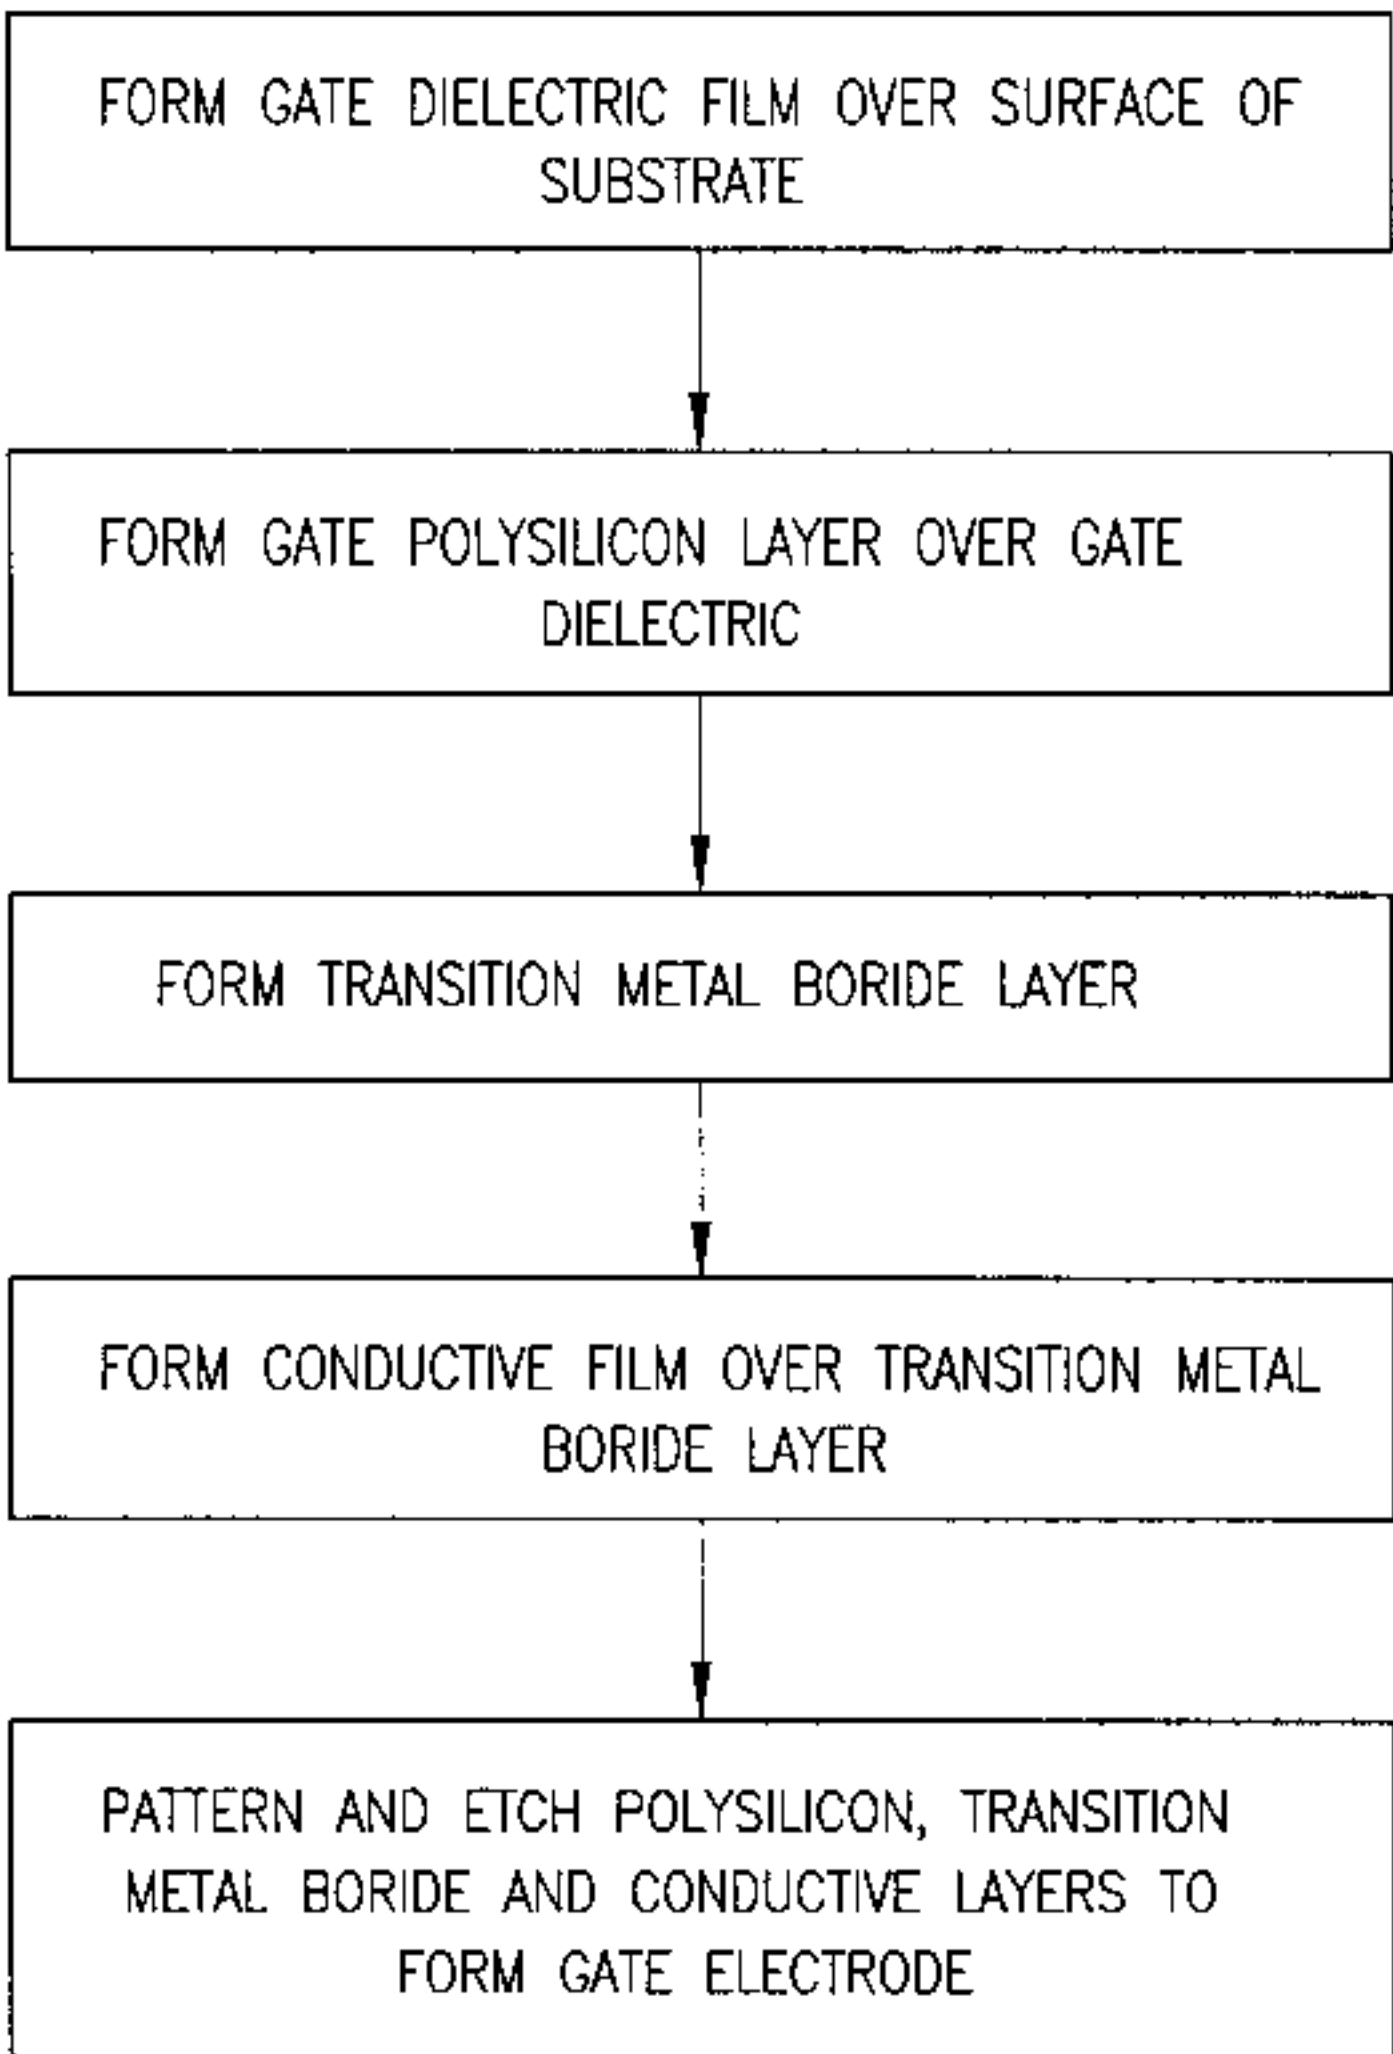 FORM GATE DIELECTRIC FILM OVER SURFACE OF
SUBSTRATE
FORM GATE POLYSILICON LAYER OVER GATE
DIELECTRIC
FORM TRANSITION METAL BORIDE LAYER
FORM CONDUCTIVE FILM OVER TRANSITION METAL
BORIDE LAYER
PATTERN AND ETCH POLYSILICON, TRANSITION
METAL BORIDE AND CONDUCTIVE LAYERS TO
FORM GATE ELECTRODE